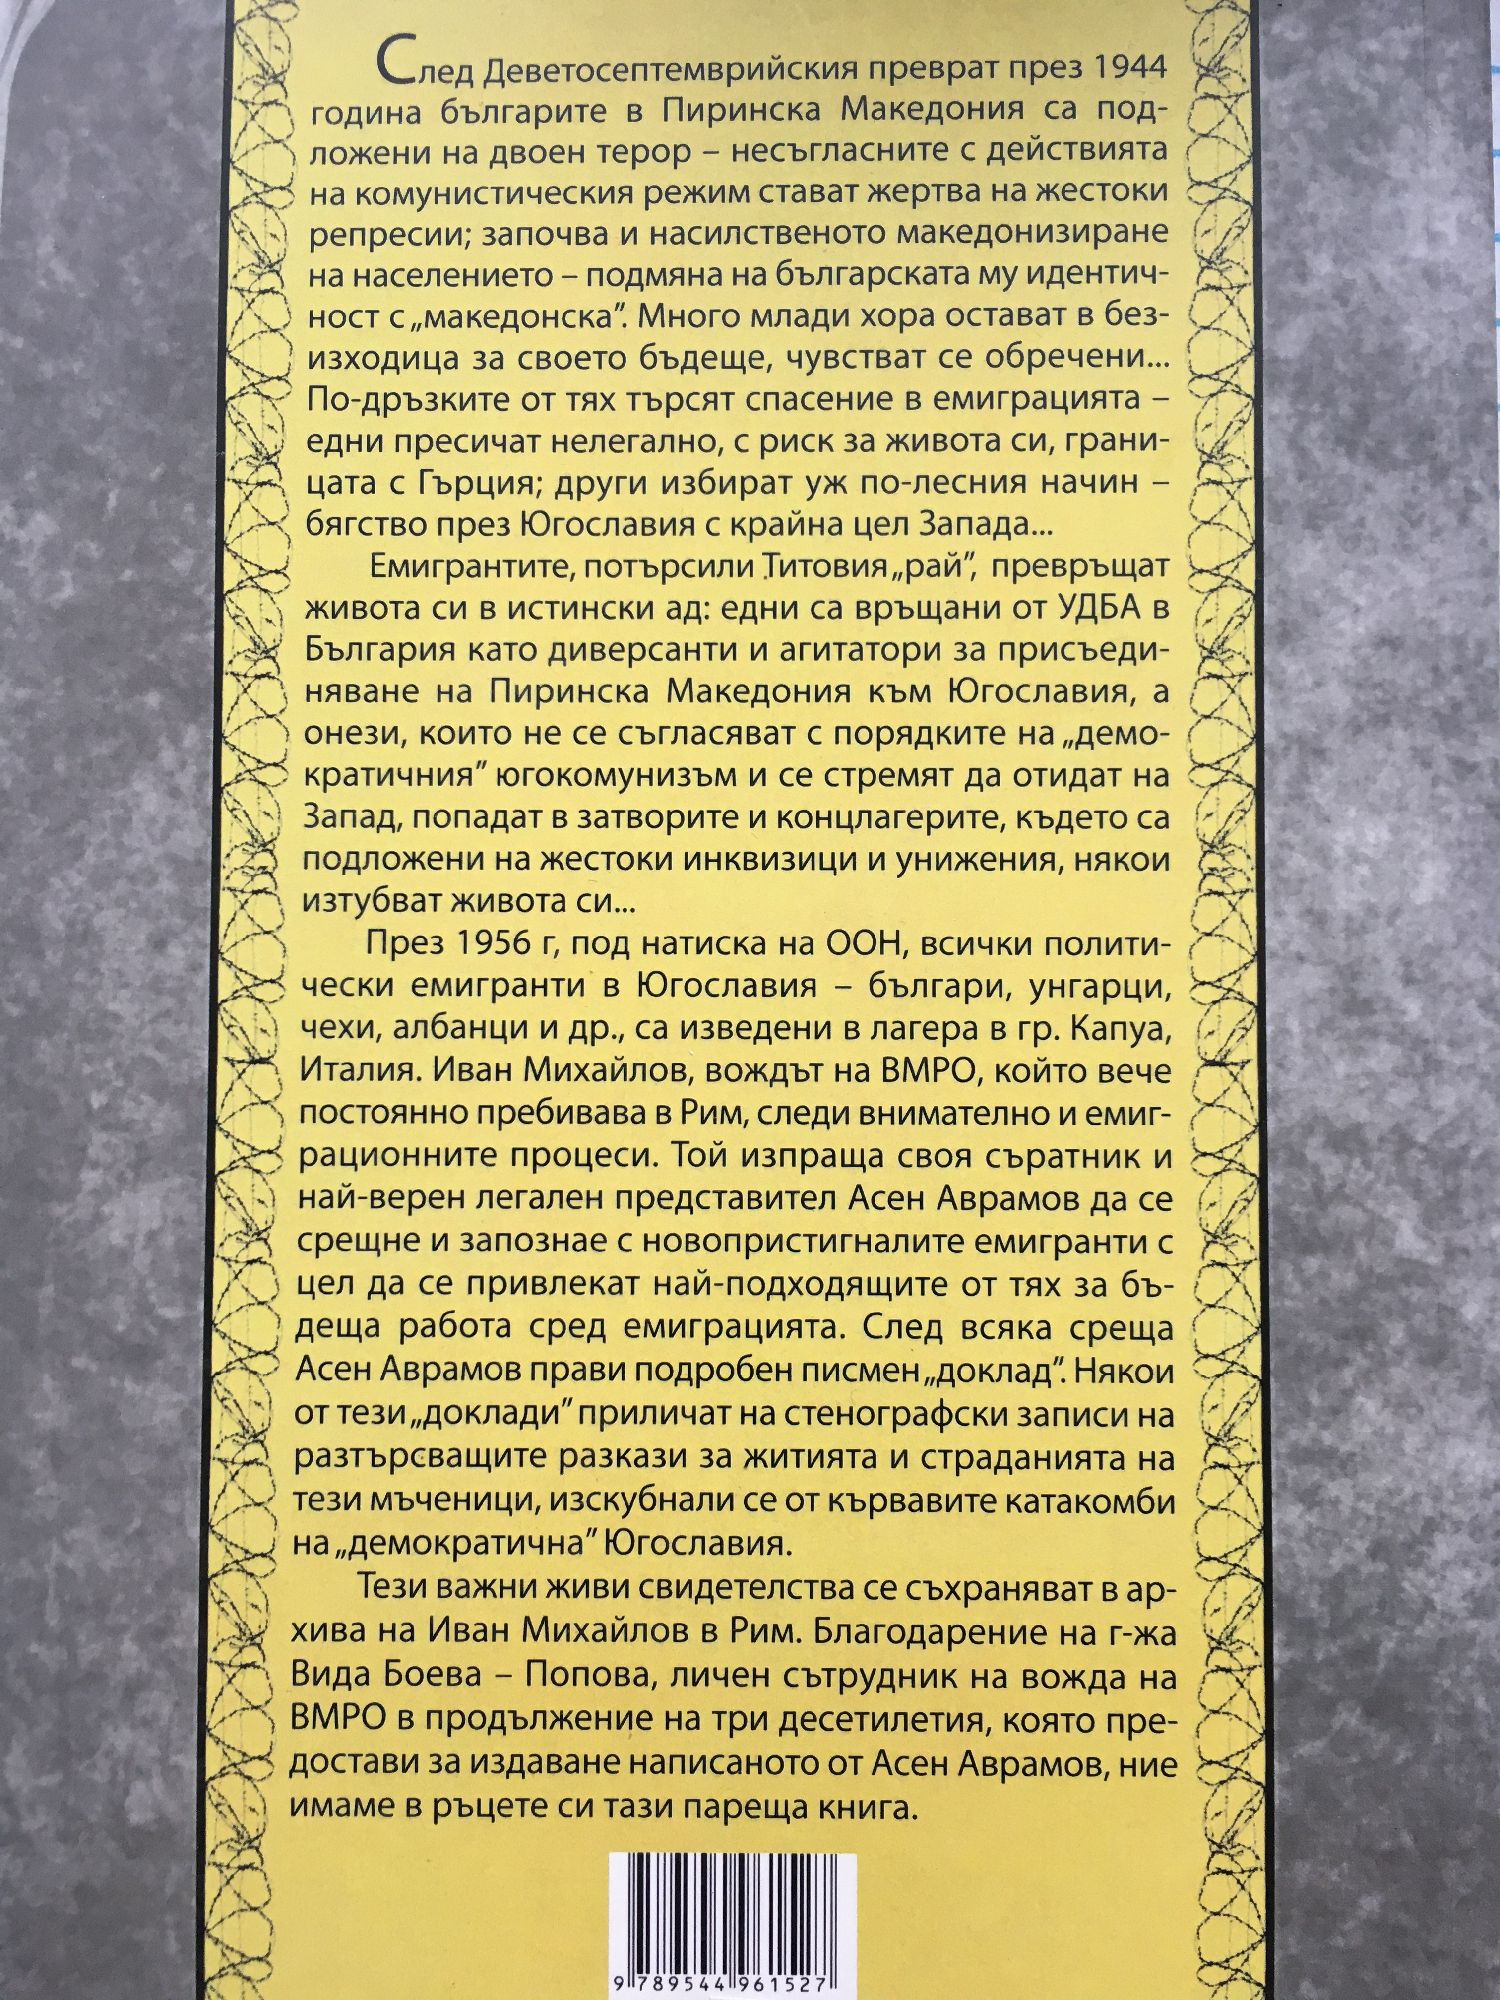 След Деветосептемврийския преврат през 1944
година българите в Пиринска Македония са под-
ложени на двоен терор – несъгласните с действията
на комунистическия режим стават жертва на жестоки
репресии; започва и насилственото македонизиране
на населението – подмяна на българската му идентич-
ност с „македонска”. Много млади хора остават в без-
изходица за своето бъдеще, чувстват се обречени...
По-дръзките от тях търсят спасение в емиграцията –
едни пресичат нелегално, с риск за живота си, грани-
цата с Гърция; други избират уж по-лесния начин –
бягство през Югославия с крайна цел Запада...
Емигрантите, потърсили Титовия „рай”, превръщат
живота си в истински ад: едни са връщани от УДБА в
България като диверсанти и агитатори за присъеди-
няване на Пиринска Македония към Югославия, а
онези, които не се съгласяват с порядките на „демо-
кратичния” югокомунизъм и се стремят да отидат на
Запад, попадат в затворите и концлагерите, където са
подложени на жестоки инквизици и унижения, някои
изтубват живота си...
През 1956 г, под натиска на ООН, всички полити-
чески емигранти в Югославия – българи, унгарци,
чехи, албанци и др., са изведени в лагера в гр. Капуа,
Италия. Иван Михайлов, вождът на ВМРО, който вече
постоянно пребивава в Рим, следи внимателно и емиг-
рационните процеси. Той изпраща своя съратник и
най-верен легален представител Асен Аврамов да се
срещне и запознае с новопристигналите емигранти с
цел да се привлекат най-подходящите от тях за бъ-
деща работа сред емиграцията. След всяка среща
Асен Аврамов прави подробен писмен „доклад”. Някои
от тези „доклади” приличат на стенографски записи на
разтърсващите разкази за житията и страданията на
тези мъченици, изскубнали се от кървавите катакомби
на „демократична” Югославия.
Тези важни живи свидетелства се съхраняват в ар-
хива на Иван Михайлов в Рим. Благодарение на г-жа
Вида Боева – Попова, личен сътрудник на вожда на
ВМРО в продължение на три десетилетия, която пре-
достави за издаване написаното от Асен Аврамов, ние
имаме в ръцете си тази пареща книга.
9 789544 961527